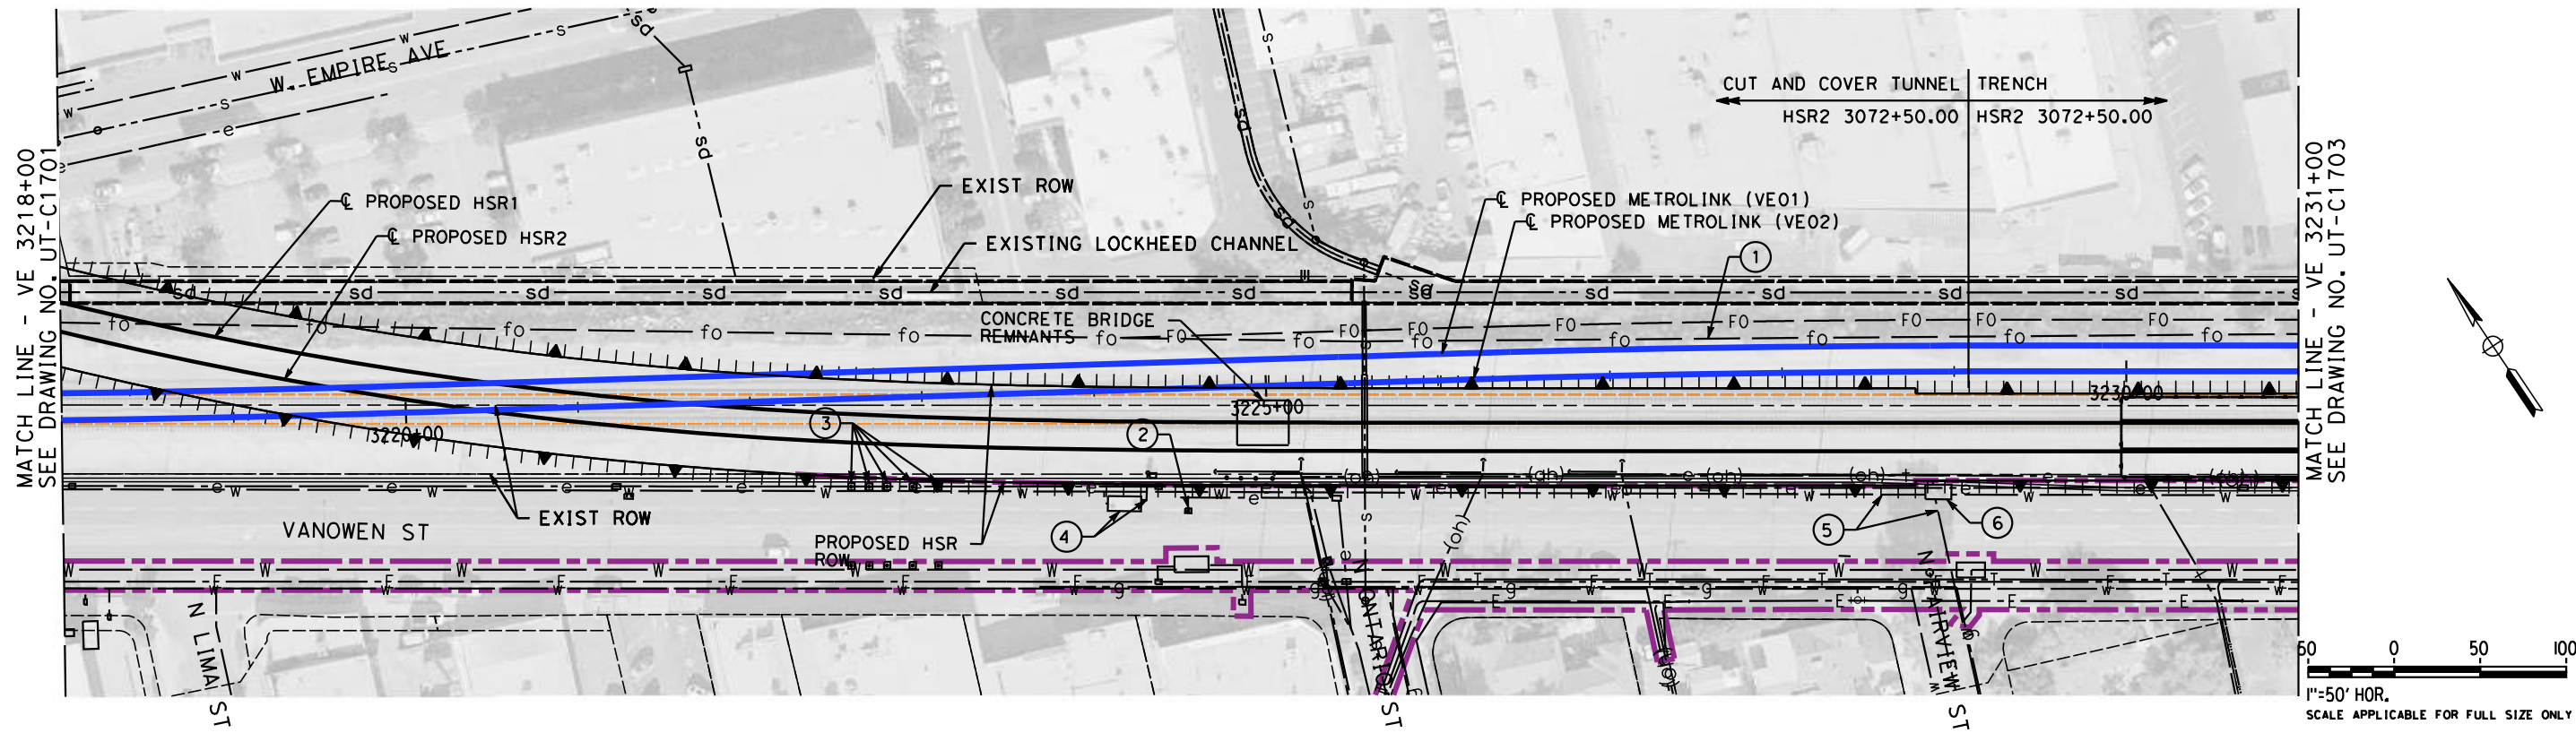 MATCH LINE - VE 3218+00
SEE DRAWING NO. UT-C1701
W. EMPIRE AVE
CUT AND COVER TUNNEL
TRENCH
HSR2 3072+50.00
HSR2 3072+50.00
℄ PROPOSED HSR1
℄ PROPOSED HSR2
EXIST ROW
EXISTING LOCKHEED CHANNEL
℄ PROPOSED METROLINK (VE01)
℄ PROPOSED METROLINK (VE02)
1
CONCRETE BRIDGE
REMNANTS
3220+00
3225+00
3230+00
3
2
4
5
6
EXIST ROW
VANOWEN ST
PROPOSED HSR
ROW
N LIMA ST
N ONTARIO ST
N FAIRVIEW ST
MATCH LINE - VE 3231+00
SEE DRAWING NO. UT-C1703
50 0 50 100
1"=50' HOR.
SCALE APPLICABLE FOR FULL SIZE ONLY